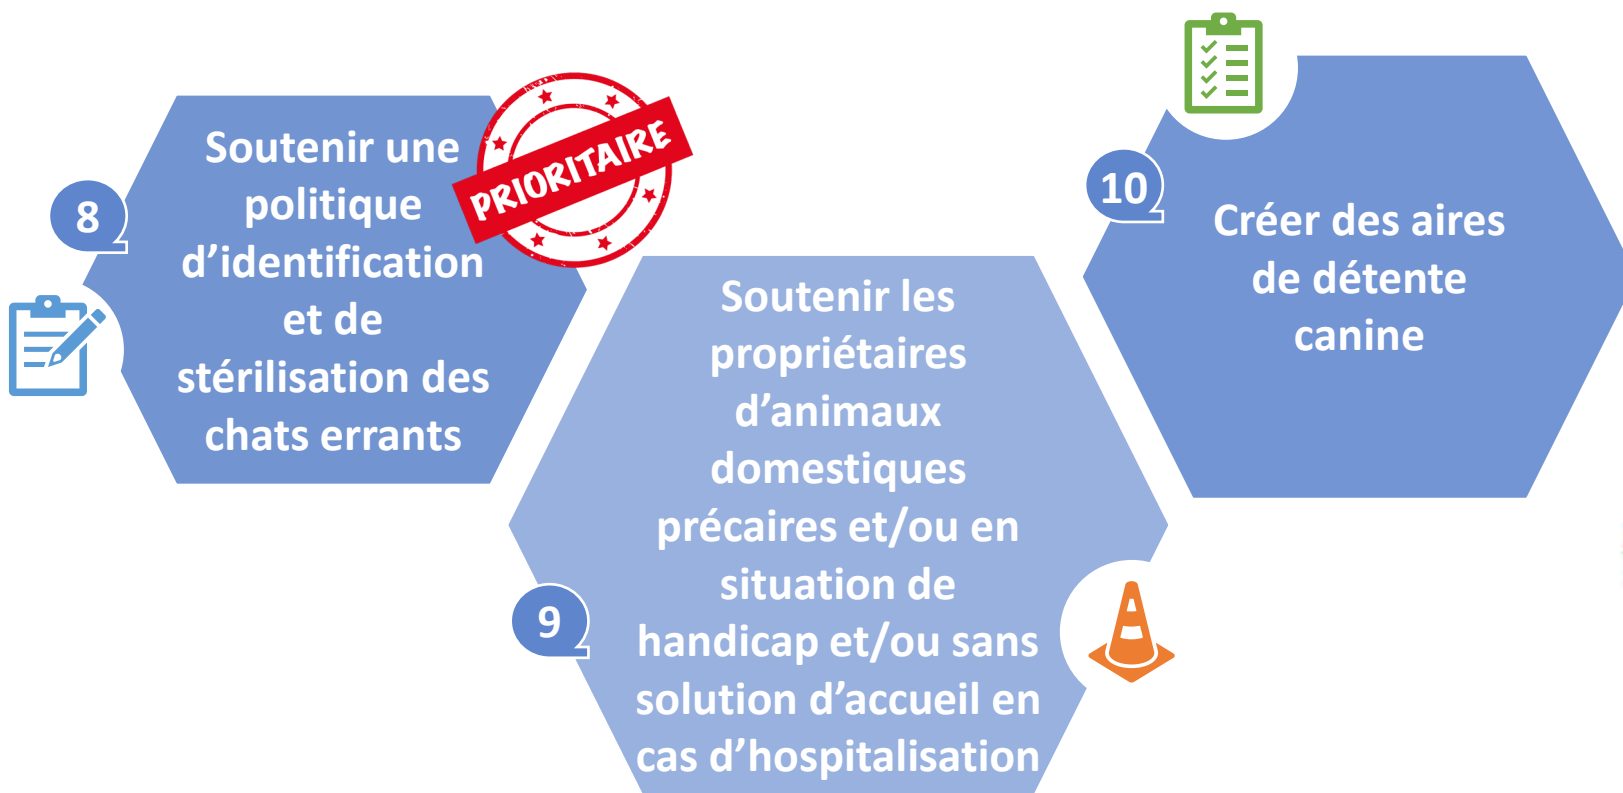 8
Soutenir une
politique
d’identification
et de
stérilisation des
chats errants
PRIORITAIRE
9
Soutenir les
propriétaires
d’animaux
domestiques
précaires et/ou en
situation de
handicap et/ou sans
solution d’accueil en
cas d’hospitalisation
10
Créer des aires
de détente
canine